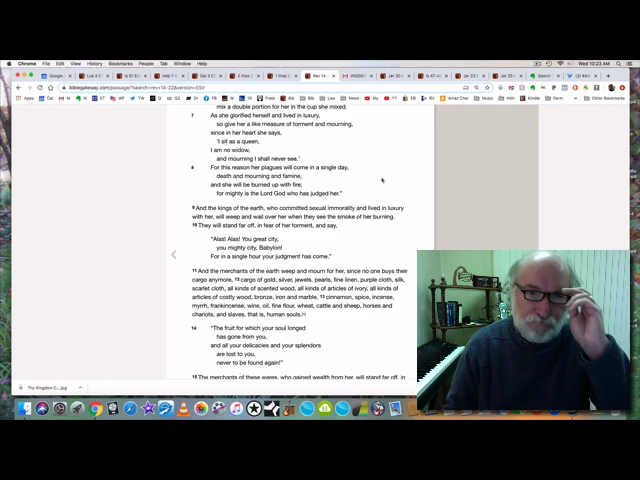 Chrome File Edit View History Bookmarks People Tab Window Help
Wed 10:23 AM
biblegateway.com/passage/?search=rev+14-22&version=ESV
mix a double portion for her in the cup she mixed.
7 As she glorified herself and lived in luxury,
so give her a like measure of torment and mourning,
since in her heart she says,
'I sit as a queen,
I am no widow,
and mourning I shall never see.'
8 For this reason her plagues will come in a single day,
death and mourning and famine,
and she will be burned up with fire;
for mighty is the Lord God who has judged her."
9 And the kings of the earth, who committed sexual immorality and lived in luxury
with her, will weep and wail over her when they see the smoke of her burning.
10 They will stand far off, in fear of her torment, and say,
"Alas! Alas! You great city,
you mighty city, Babylon!
For in a single hour your judgment has come."
11 And the merchants of the earth weep and mourn for her, since no one buys their
cargo anymore, 12 cargo of gold, silver, jewels, pearls, fine linen, purple cloth, silk,
scarlet cloth, all kinds of scented wood, all kinds of articles of ivory, all kinds of
articles of costly wood, bronze, iron and marble, 13 cinnamon, spice, incense,
myrrh, frankincense, wine, oil, fine flour, wheat, cattle and sheep, horses and
chariots, and slaves, that is, human souls.
14 "The fruit for which your soul longed
has gone from you,
and all your delicacies and your splendors
are lost to you,
never to be found again!"
15 The merchants of these wares, who gained wealth from her, will stand far off, in
Thy Kingdom C....jpg